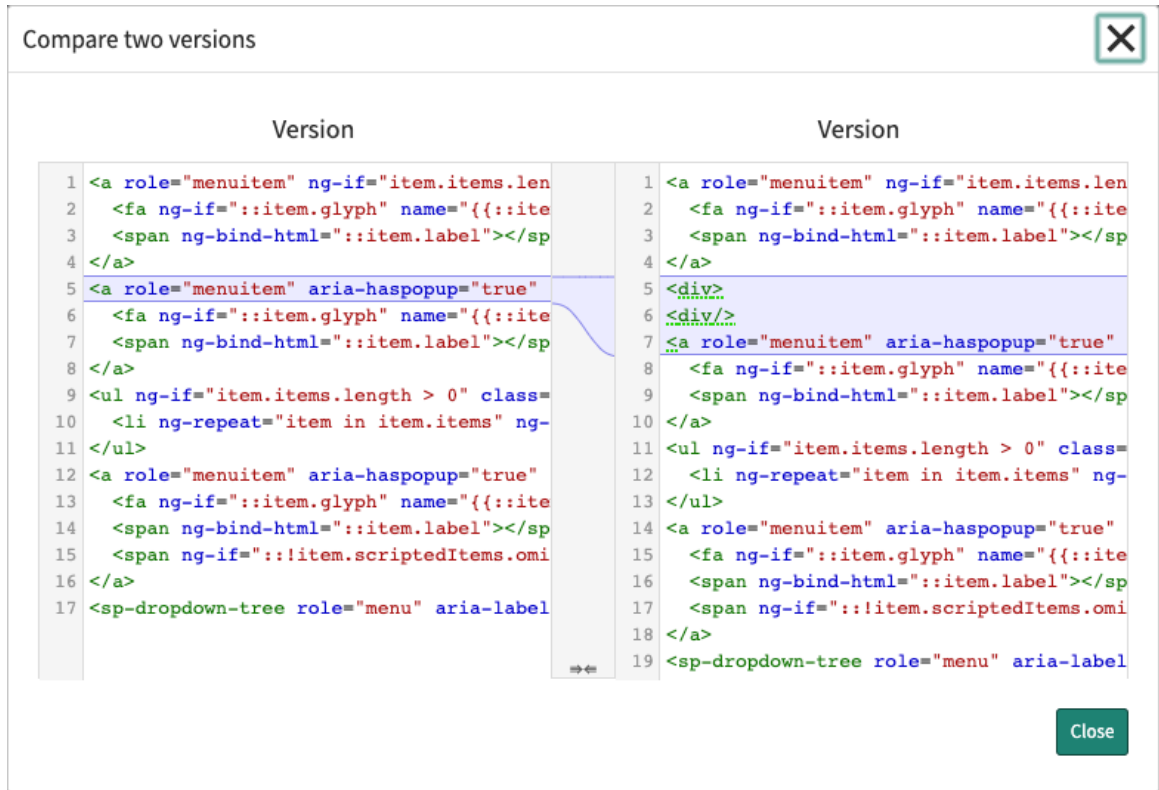 Compare two versions
Version
1 <a role="menuitem" ng-if="item.items.len
2 <fa ng-if="::item.glyph" name="{{::ite
3 <span ng-bind-html="::item.label"></sp
4 </a>
5 <a role="menuitem" aria-haspopup="true"
6 <fa ng-if="::item.glyph" name="{{::ite
7 <span ng-bind-html="::item.label"></sp
8 </a>
9 <ul ng-if="item.items.length > 0" class=
10 <li ng-repeat="item in item.items" ng-
11 </ul>
12 <a role="menuitem" aria-haspopup="true"
13 <fa ng-if="::item.glyph" name="{{::ite
14 <span ng-bind-html="::item.label"></sp
15 <span ng-if="::!item.scriptedItems.omi
16 </a>
17 <sp-dropdown-tree role="menu" aria-label
Version
1 <a role="menuitem" ng-if="item.items.len
2 <fa ng-if="::item.glyph" name="{{::ite
3 <span ng-bind-html="::item.label"></sp
4 </a>
5 <div>
6 <div/>
7 <a role="menuitem" aria-haspopup="true"
8 <fa ng-if="::item.glyph" name="{{::ite
9 <span ng-bind-html="::item.label"></sp
10 </a>
11 <ul ng-if="item.items.length > 0" class=
12 <li ng-repeat="item in item.items" ng-
13 </ul>
14 <a role="menuitem" aria-haspopup="true"
15 <fa ng-if="::item.glyph" name="{{::ite
16 <span ng-bind-html="::item.label"></sp
17 <span ng-if="::!item.scriptedItems.omi
18 </a>
19 <sp-dropdown-tree role="menu" aria-label
Close